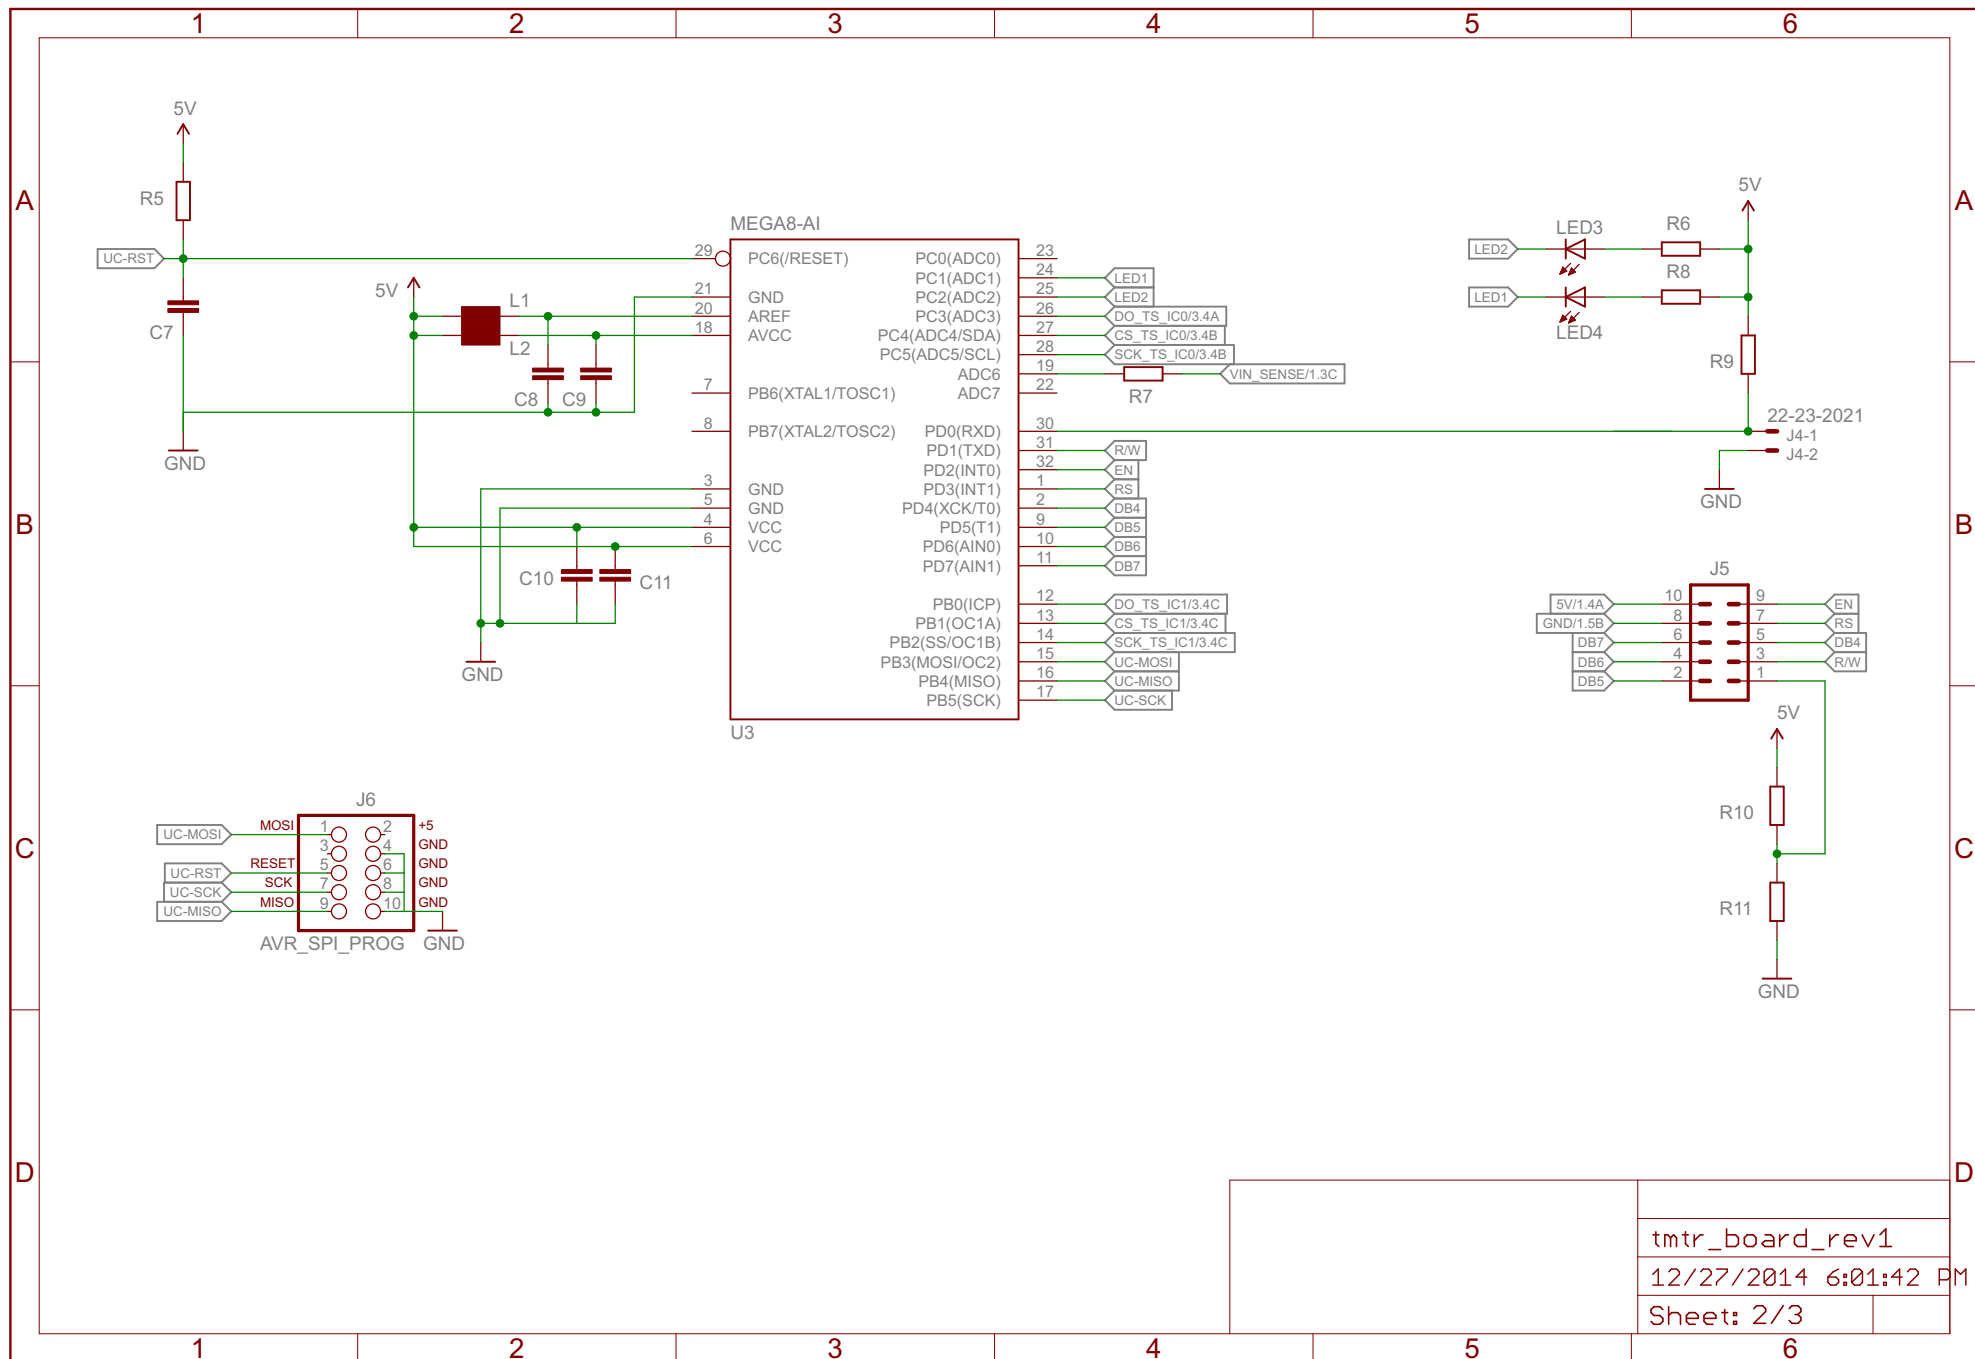 1 2 3 4 5 6
A A
B B
C C
D D
5V
R5
UC-RST
C7
GND
5V
L1
L2
C8 C9
C10 C11
GND
MEGA8-AI
29 PC6(/RESET)
21 GND
20 AREF
18 AVCC
7 PB6(XTAL1/TOSC1)
8 PB7(XTAL2/TOSC2)
3 GND
5 GND
4 VCC
6 VCC
PC0(ADC0) 23
PC1(ADC1) 24 LED1
PC2(ADC2) 25 LED2
PC3(ADC3) 26 DO_TS_IC0/3.4A
PC4(ADC4/SDA) 27 CS_TS_IC0/3.4B
PC5(ADC5/SCL) 28 SCK_TS_IC0/3.4B
ADC6 19 VIN_SENSE/1.3C
R7
ADC7 22
PD0(RXD) 30
PD1(TXD) 31 R/W
PD2(INT0) 32 EN
PD3(INT1) 1 RS
PD4(XCK/T0) 2 DB4
PD5(T1) 9 DB5
PD6(AIN0) 10 DB6
PD7(AIN1) 11 DB7
PB0(ICP) 12 DO_TS_IC1/3.4C
PB1(OC1A) 13 CS_TS_IC1/3.4C
PB2(SS/OC1B) 14 SCK_TS_IC1/3.4C
PB3(MOSI/OC2) 15 UC-MOSI
PB4(MISO) 16 UC-MISO
PB5(SCK) 17 UC-SCK
U3
5V
LED2 LED3 R6
LED1 LED4 R8
R9
22-23-2021
J4-1
J4-2
GND
J5
5V/1.4A 10 9 EN
GND/1.5B 8 7 RS
DB7 6 5 DB4
DB6 4 3 R/W
DB5 2 1
5V
R10
R11
GND
J6
UC-MOSI MOSI 1 2 +5
3 4 GND
UC-RST RESET 5 6 GND
UC-SCK SCK 7 8 GND
UC-MISO MISO 9 10 GND
AVR_SPI_PROG GND
tmtr_board_rev1
12/27/2014 6:01:42 PM
Sheet: 2/3
1 2 3 4 5 6